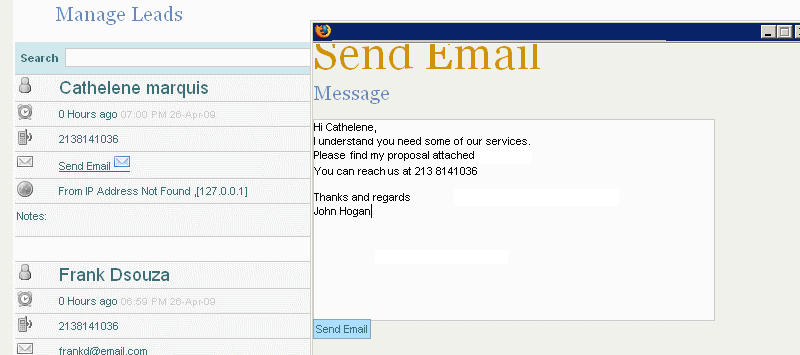 Manage Leads
Search
Cathelene marquis
0 Hours ago 07:00 PM 26-Apr-09
2138141036
Send Email
From IP Address Not Found ,[127.0.0.1]
Notes:
Frank Dsouza
0 Hours ago 06:59 PM 26-Apr-09
2138141036
frankd@email.com
Send Email
Message
Hi Cathelene,
I understand you need some of our services.
Please find my proposal attached
You can reach us at 213 8141036
Thanks and regards
John Hogan
Send Email